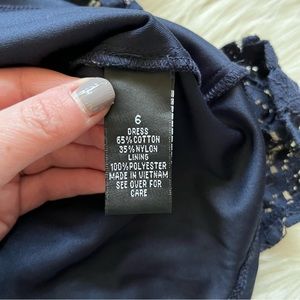 6
DRESS
65%COTTON
35%NYLON
LINING
100%POLYESTER
MADE IN VIETNAM
SEE OVER FOR
CARE